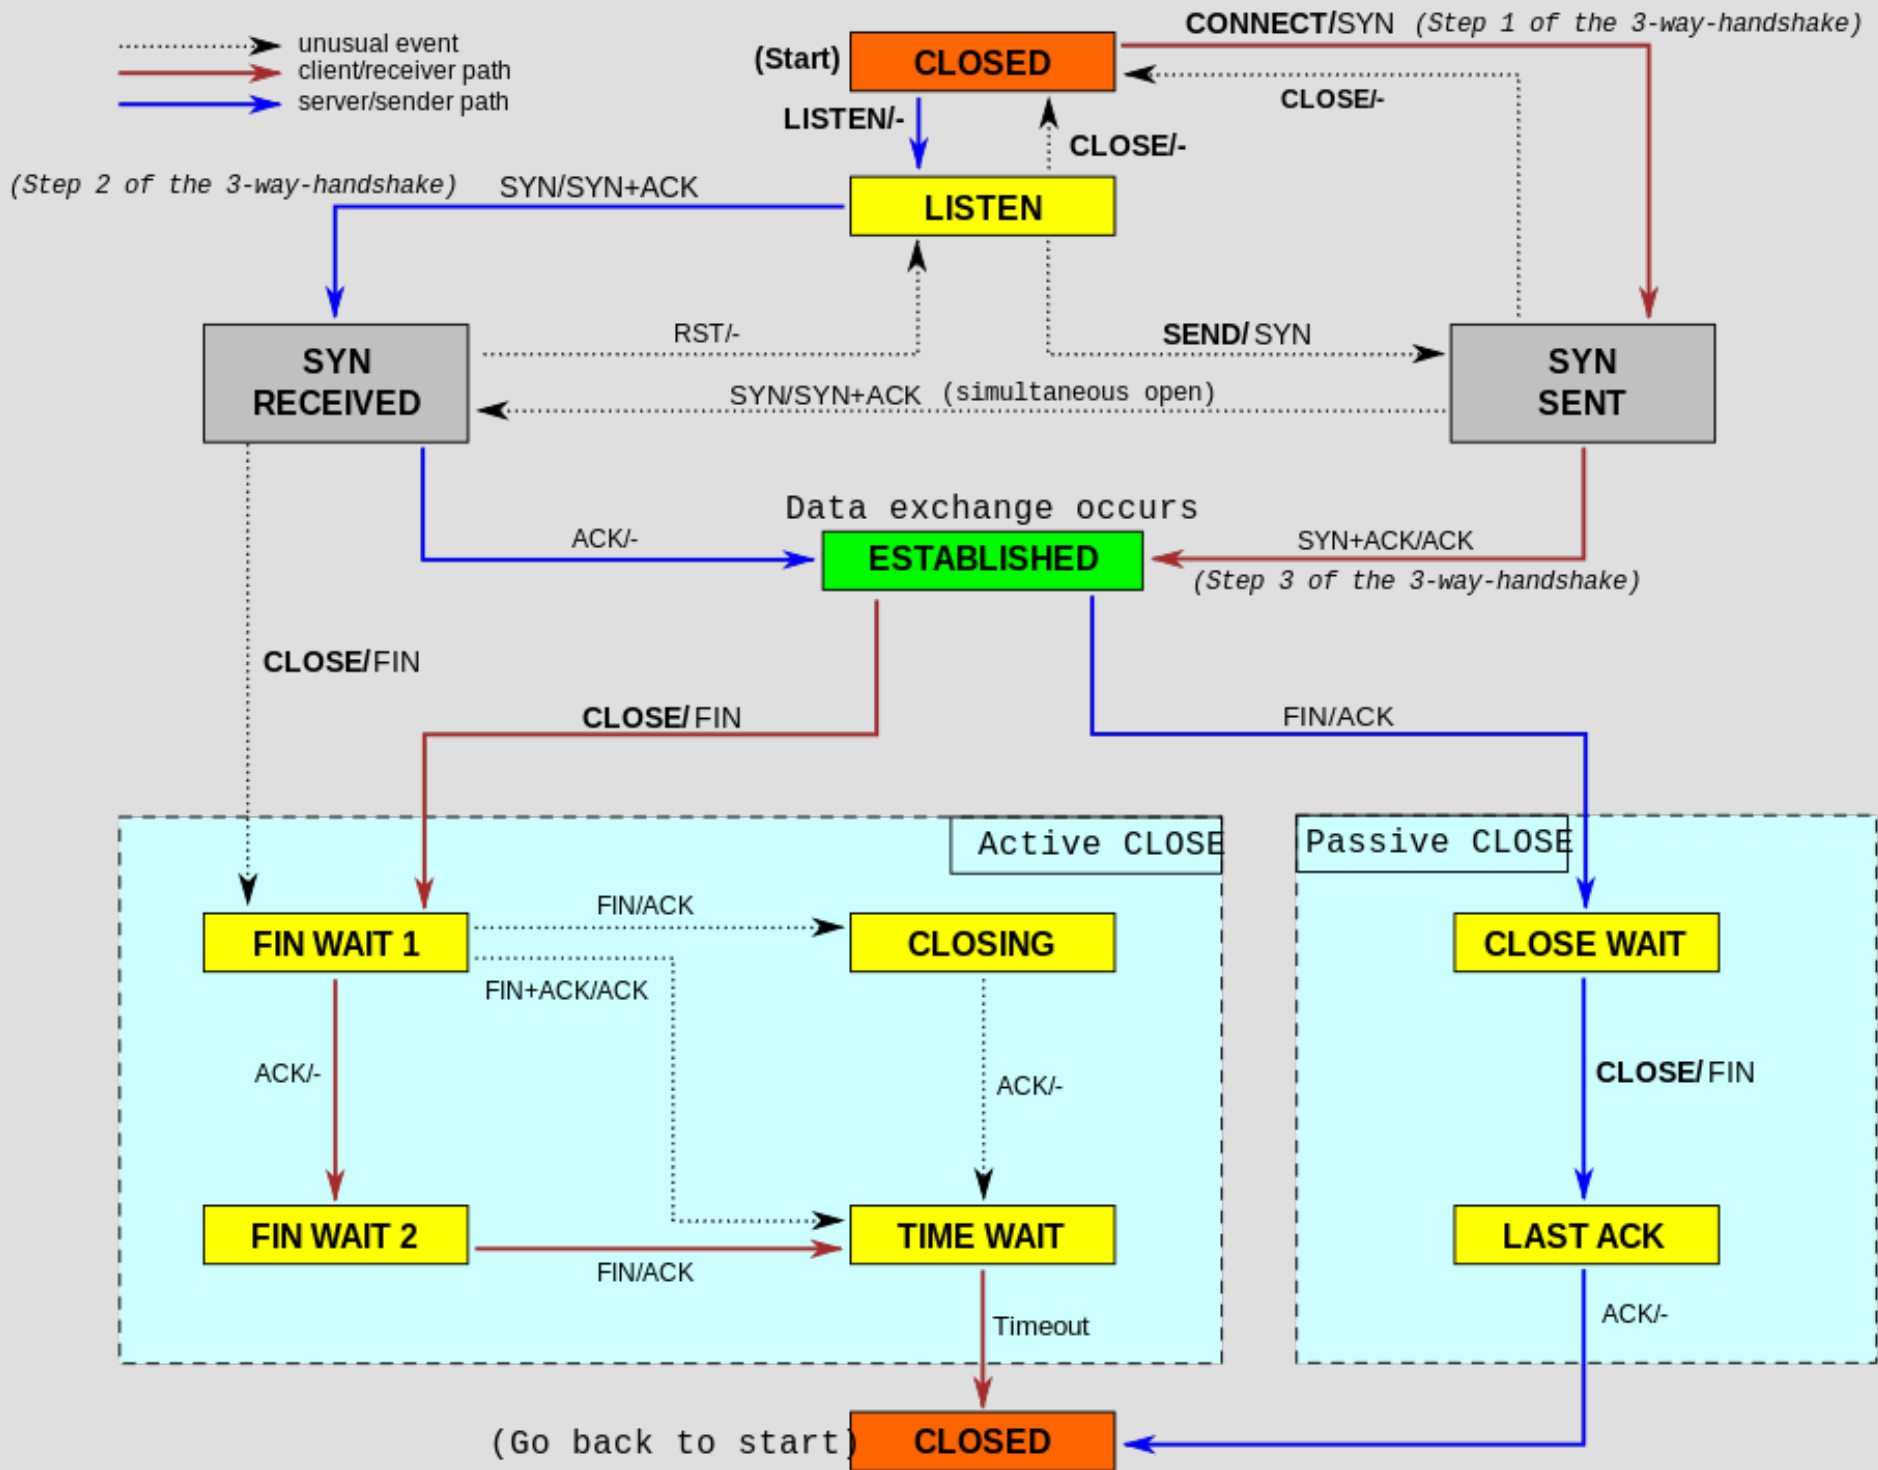 unusual event
client/receiver path
server/sender path
(Start)
CLOSED
CONNECT/SYN (Step 1 of the 3-way-handshake)
CLOSE/-
LISTEN/-
CLOSE/-
(Step 2 of the 3-way-handshake) SYN/SYN+ACK
LISTEN
SYN
RECEIVED
RST/-
SEND/ SYN
SYN
SENT
SYN/SYN+ACK (simultaneous open)
Data exchange occurs
ACK/-
ESTABLISHED
SYN+ACK/ACK
(Step 3 of the 3-way-handshake)
CLOSE/FIN
CLOSE/ FIN
FIN/ACK
Active CLOSE
Passive CLOSE
FIN WAIT 1
FIN/ACK
CLOSING
CLOSE WAIT
FIN+ACK/ACK
ACK/-
ACK/-
CLOSE/ FIN
FIN WAIT 2
FIN/ACK
TIME WAIT
LAST ACK
Timeout
ACK/-
(Go back to start)
CLOSED